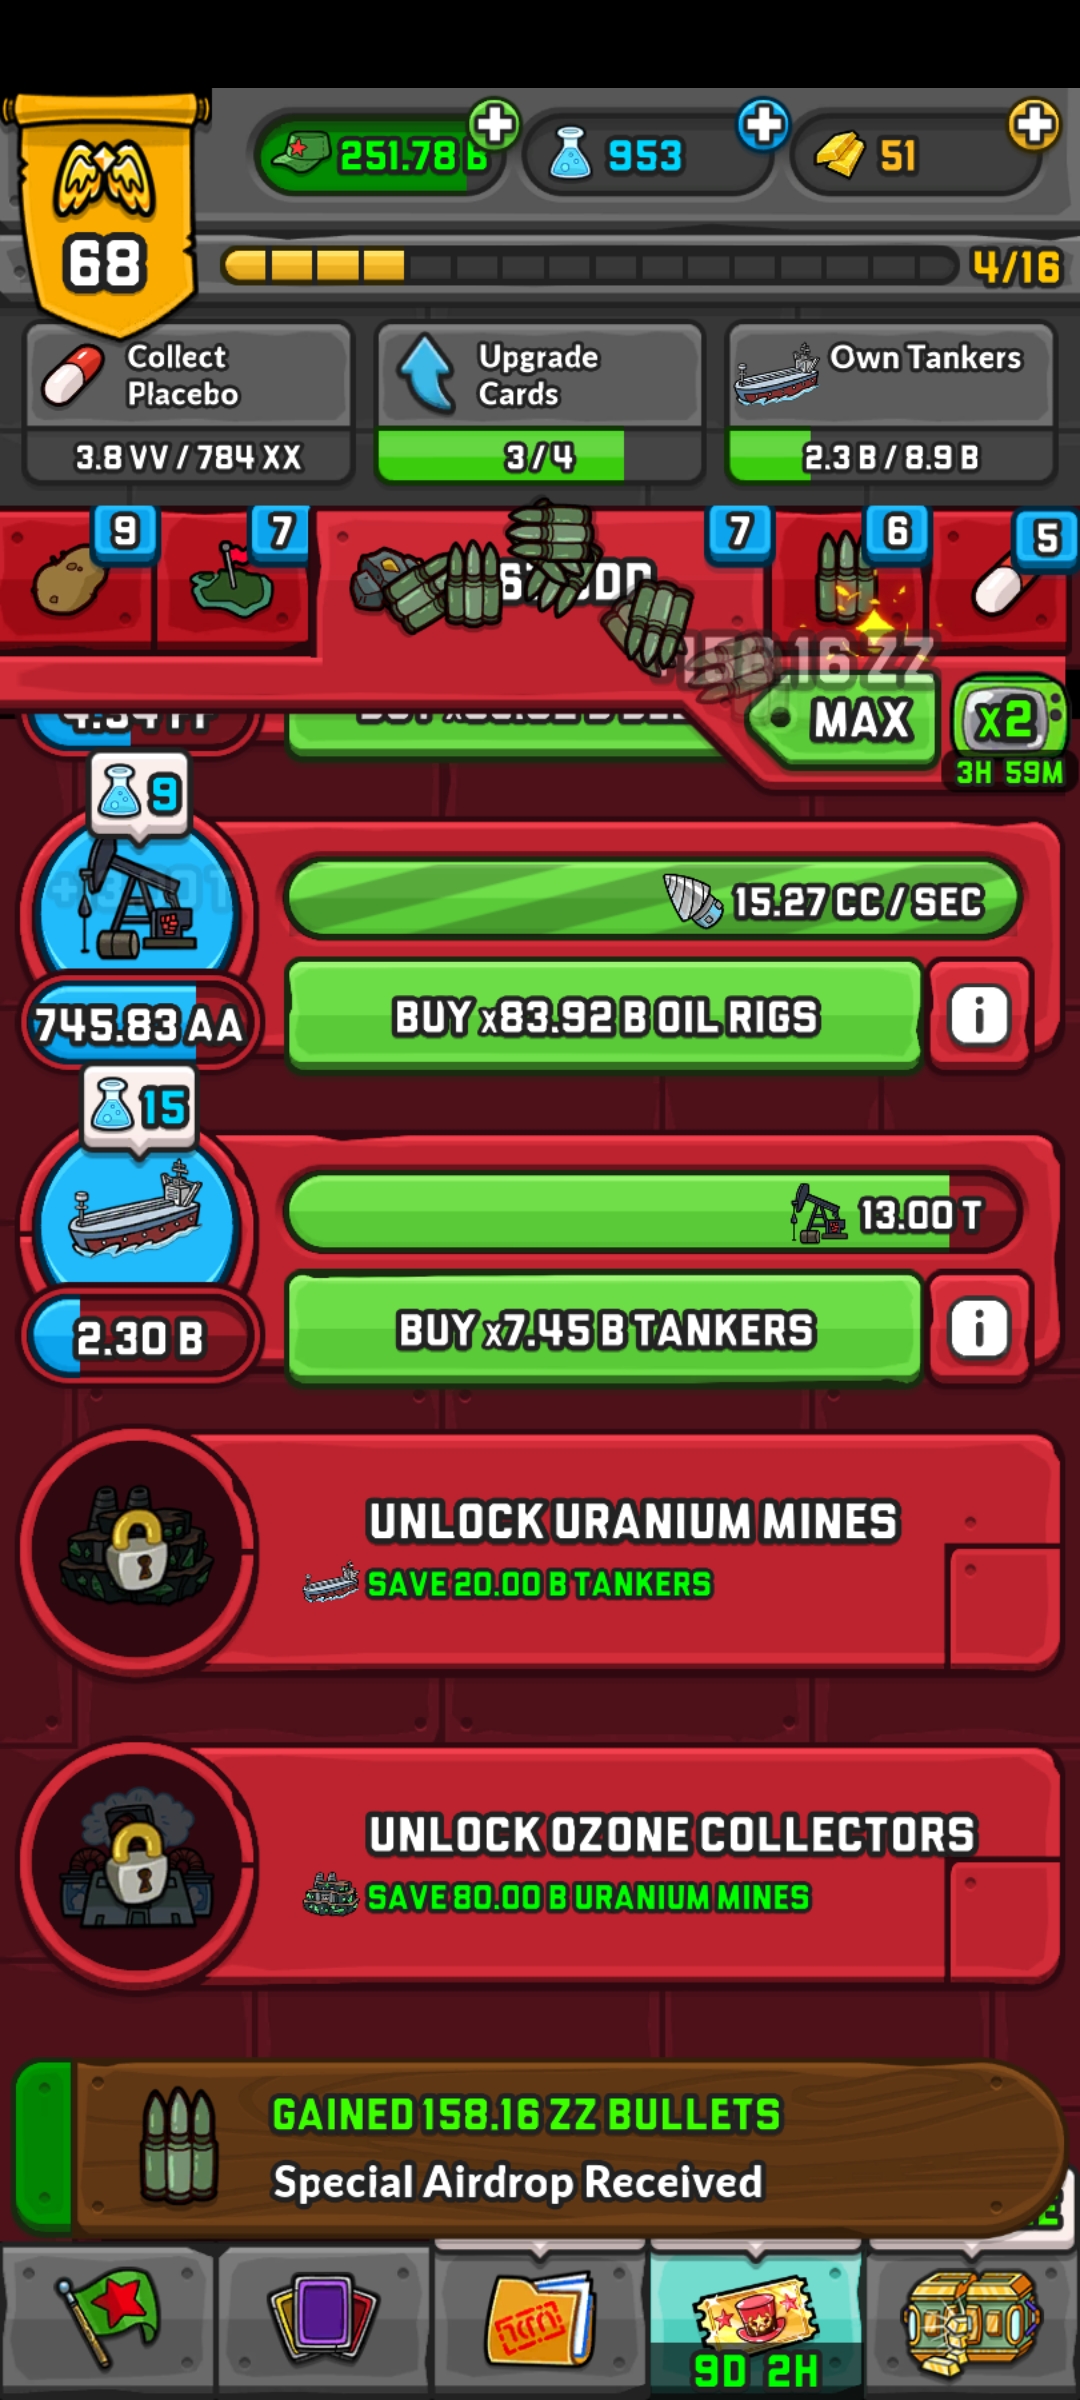 251.78 B
953
51
68
4/16
Collect
Placebo
3.8 VV / 784 XX
Upgrade
Cards
3/4
Own Tankers
2.3 B / 8.9 B
9
7
7
6
5
158.16 ZZ
MAX
x2
3H 59M
9
15.27 CC / SEC
745.83 AA
BUY x83.92 B OIL RIGS
i
15
13.00 T
2.30 B
BUY x7.45 B TANKERS
i
UNLOCK URANIUM MINES
SAVE 20.00 B TANKERS
UNLOCK OZONE COLLECTORS
SAVE 80.00 B URANIUM MINES
GAINED 158.16 ZZ BULLETS
Special Airdrop Received
9D 2H